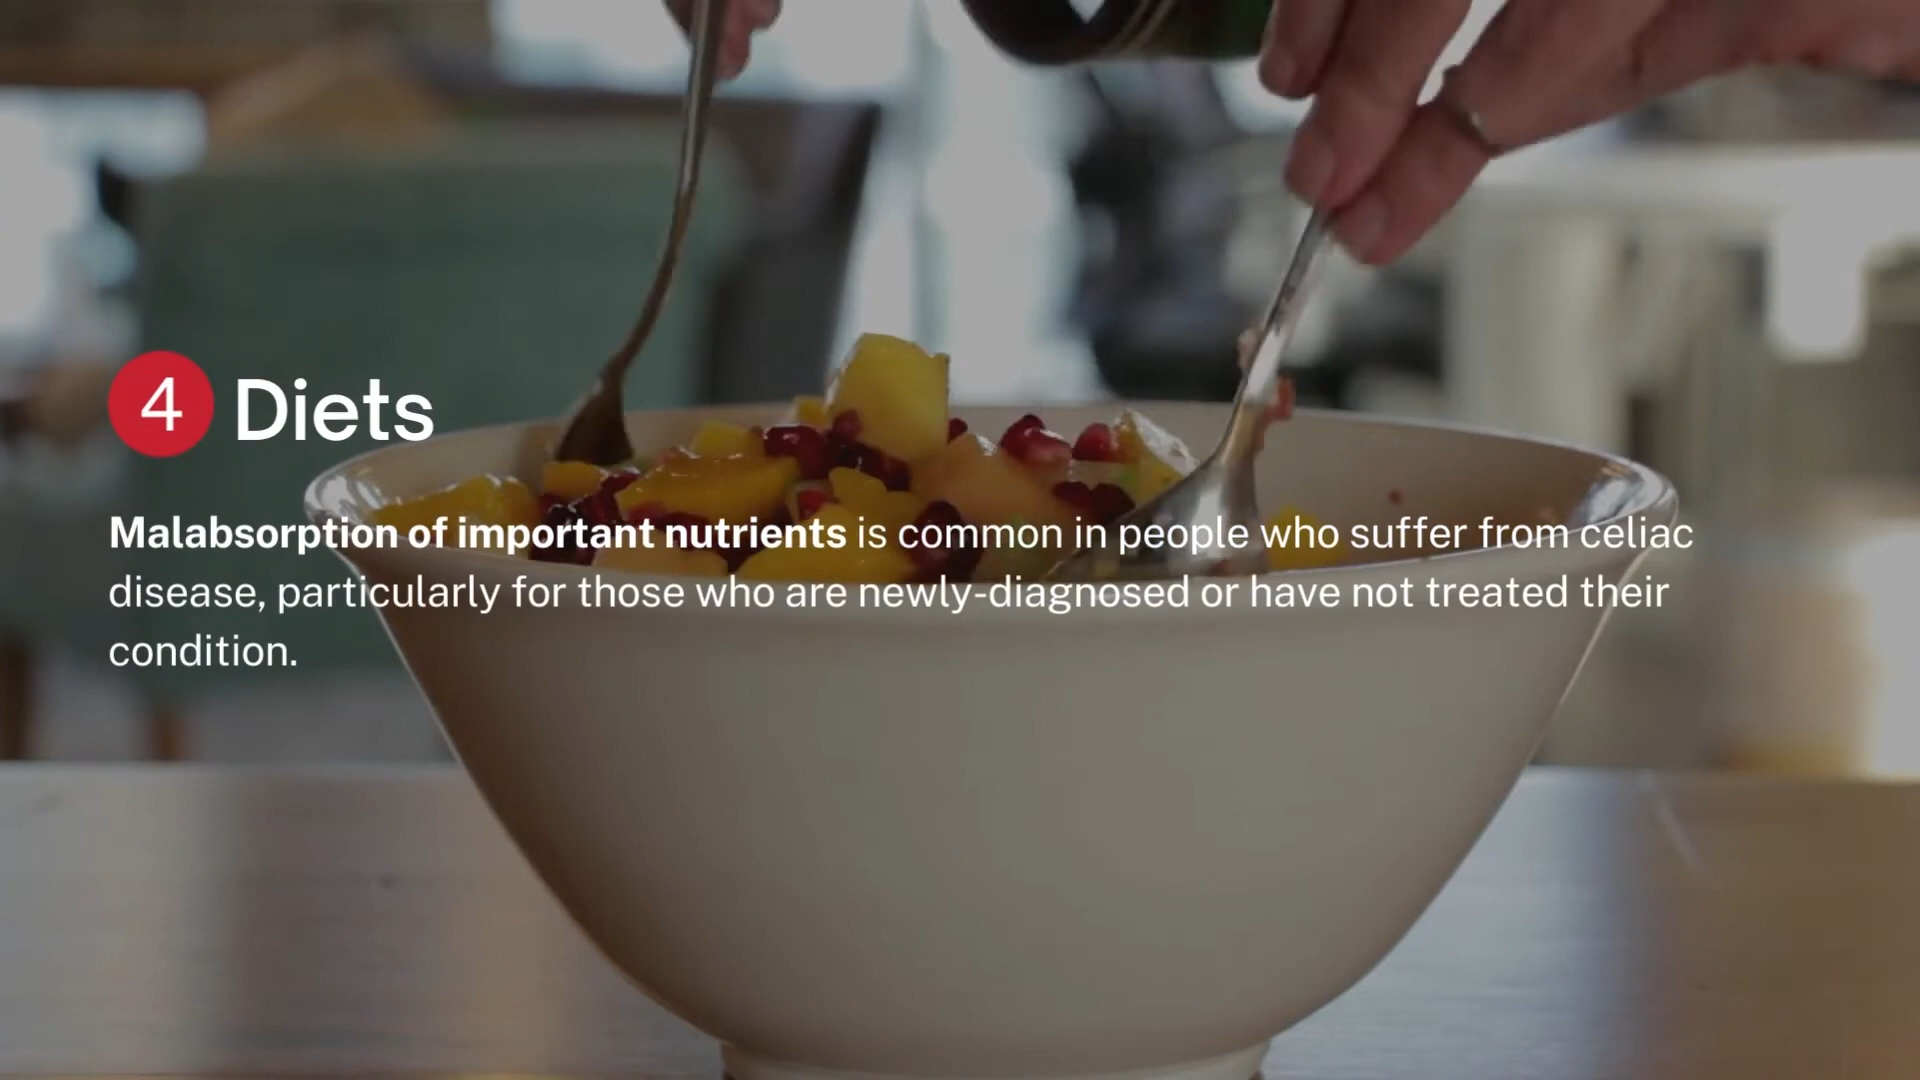 4 Diets
Malabsorption of important nutrients is common in people who suffer from celiac
disease, particularly for those who are newly-diagnosed or have not treated their
condition.